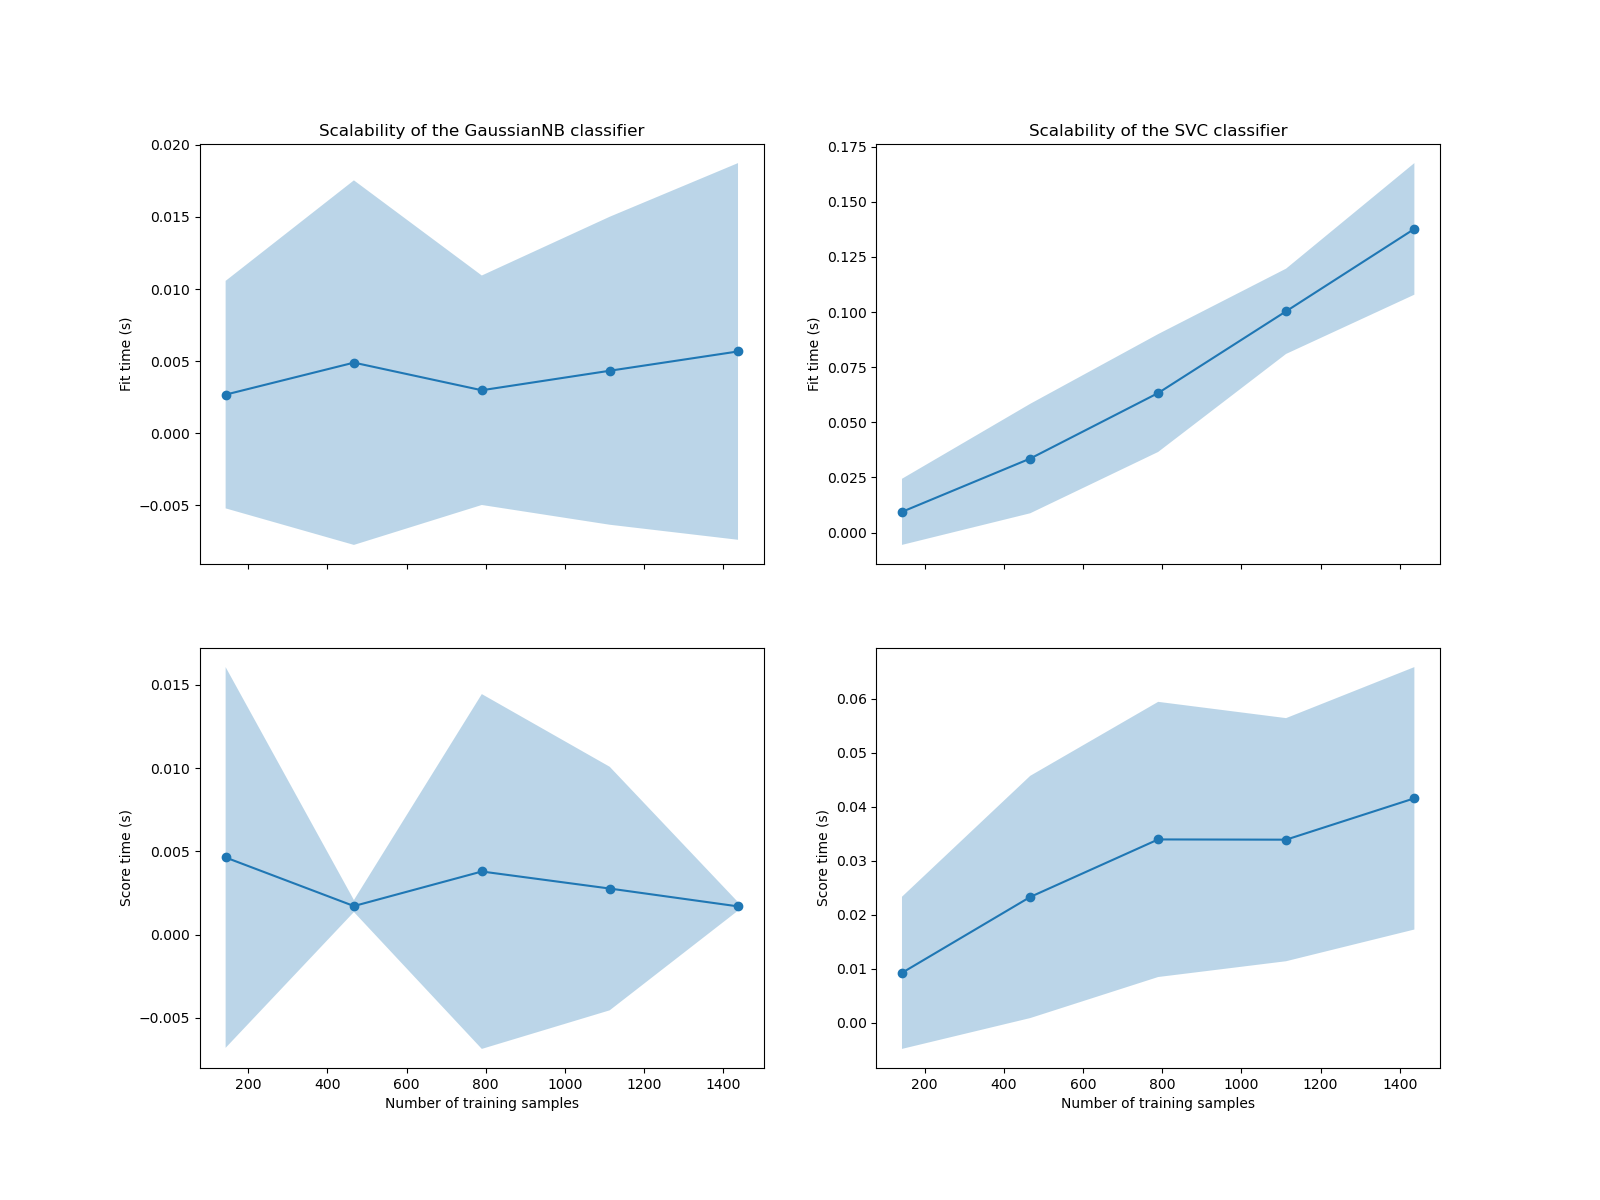 Scalability of the GaussianNB classifier
0.020
0.015
0.010
0.005
0.000
−0.005
Fit time (s)
Scalability of the SVC classifier
0.175
0.150
0.125
0.100
0.075
0.050
0.025
0.000
Fit time (s)
0.015
0.010
0.005
0.000
−0.005
Score time (s)
200 400 600 800 1000 1200 1400
Number of training samples
0.06
0.05
0.04
0.03
0.02
0.01
0.00
Score time (s)
200 400 600 800 1000 1200 1400
Number of training samples